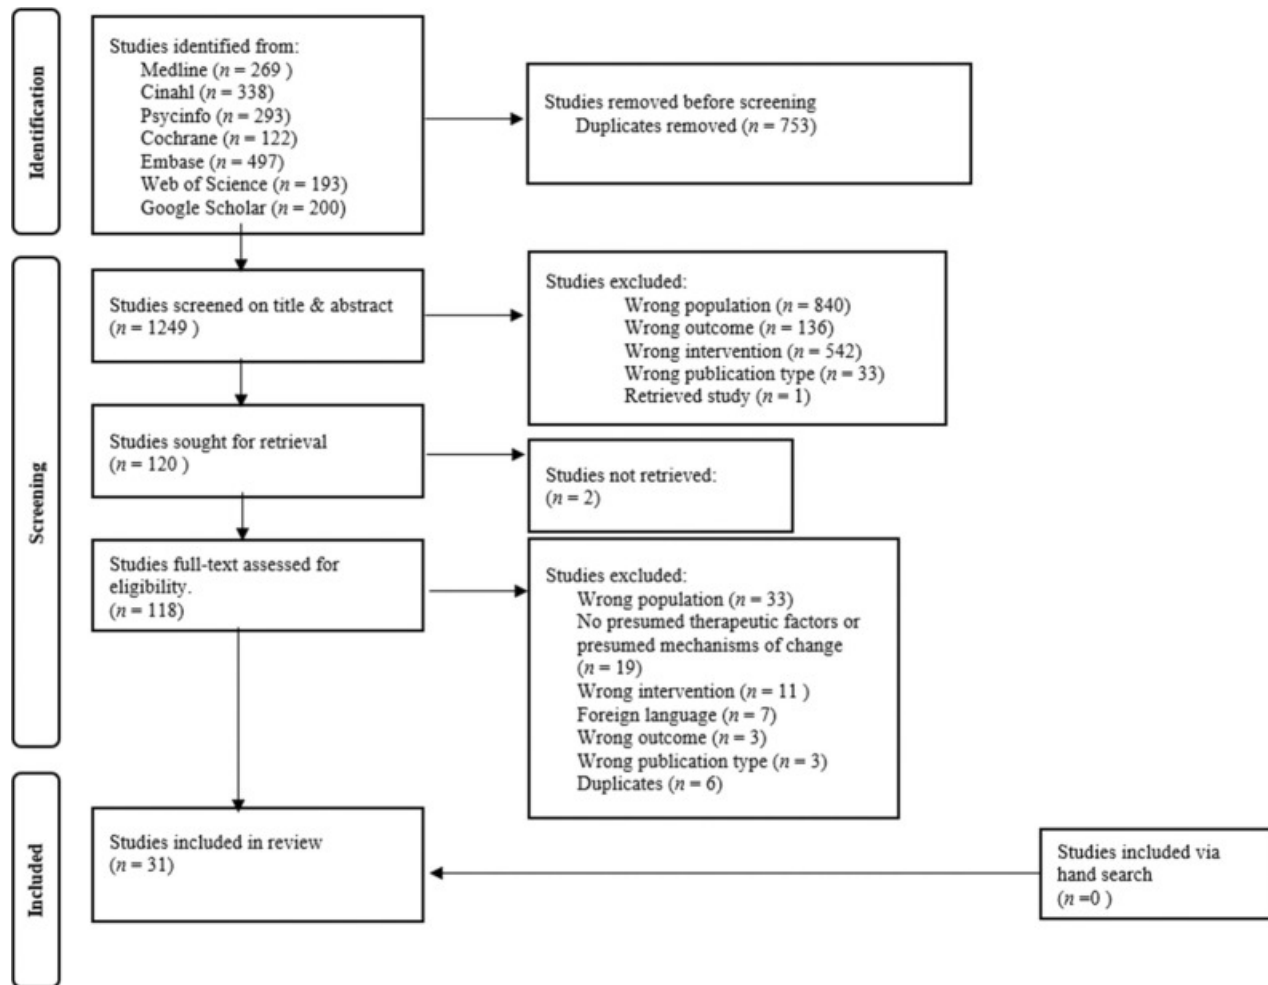 Identification
Studies identified from:
Medline (n = 269 )
Cinahl (n = 338)
Psycinfo (n = 293)
Cochrane (n = 122)
Embase (n = 497)
Web of Science (n = 193)
Google Scholar (n = 200)
Studies removed before screening
Duplicates removed (n = 753)
Screening
Studies screened on title & abstract
(n = 1249 )
Studies excluded:
Wrong population (n = 840)
Wrong outcome (n = 136)
Wrong intervention (n = 542)
Wrong publication type (n = 33)
Retrieved study (n = 1)
Studies sought for retrieval
(n = 120 )
Studies not retrieved:
(n = 2)
Studies full-text assessed for
eligibility.
(n = 118)
Studies excluded:
Wrong population (n = 33)
No presumed therapeutic factors or
presumed mechanisms of change
(n = 19)
Wrong intervention (n = 11 )
Foreign language (n = 7)
Wrong outcome (n = 3)
Wrong publication type (n = 3)
Duplicates (n = 6)
Included
Studies included in review
(n = 31)
Studies included via
hand search
(n =0 )